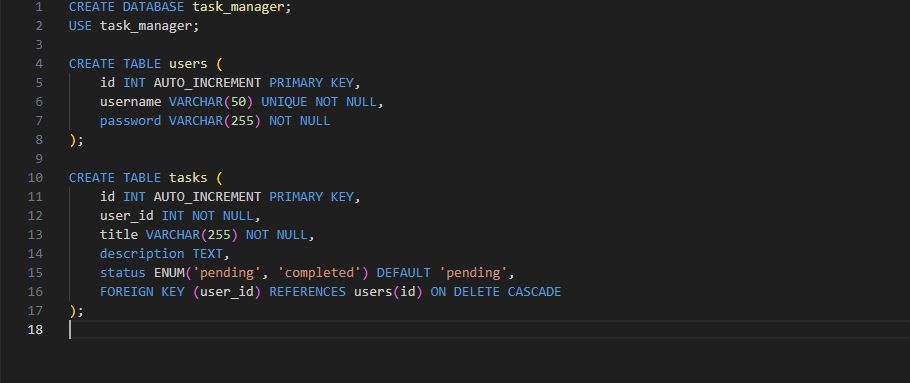 1 CREATE DATABASE task_manager;
2 USE task_manager;
3
4 CREATE TABLE users (
5     id INT AUTO_INCREMENT PRIMARY KEY,
6     username VARCHAR(50) UNIQUE NOT NULL,
7     password VARCHAR(255) NOT NULL
8 );
9
10 CREATE TABLE tasks (
11     id INT AUTO_INCREMENT PRIMARY KEY,
12     user_id INT NOT NULL,
13     title VARCHAR(255) NOT NULL,
14     description TEXT,
15     status ENUM('pending', 'completed') DEFAULT 'pending',
16     FOREIGN KEY (user_id) REFERENCES users(id) ON DELETE CASCADE
17 );
18